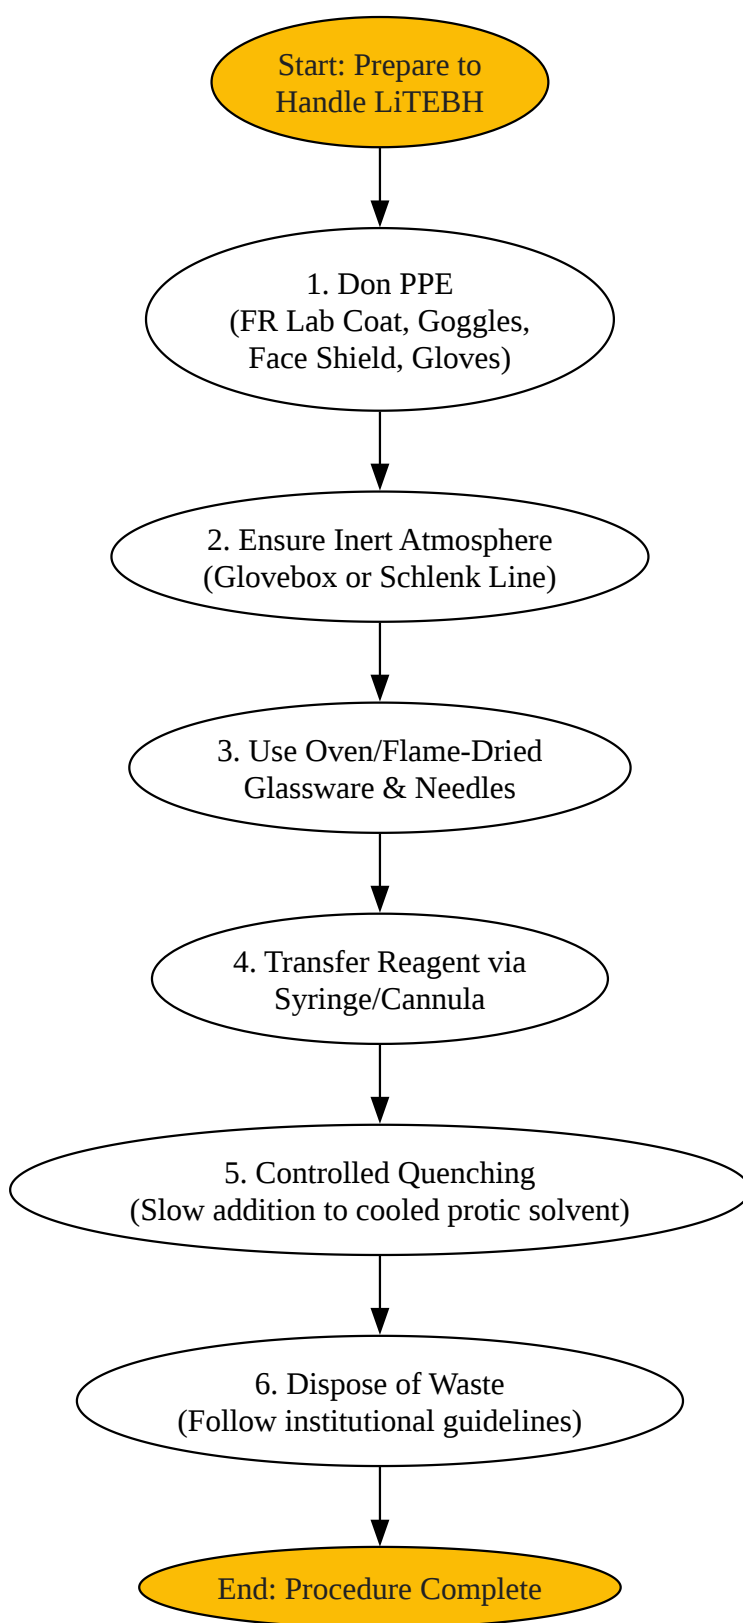 Start: Prepare to
Handle LiTEBH
1. Don PPE
(FR Lab Coat, Goggles,
Face Shield, Gloves)
2. Ensure Inert Atmosphere
(Glovebox or Schlenk Line)
3. Use Oven/Flame-Dried
Glassware & Needles
4. Transfer Reagent via
Syringe/Cannula
5. Controlled Quenching
(Slow addition to cooled protic solvent)
6. Dispose of Waste
(Follow institutional guidelines)
End: Procedure Complete